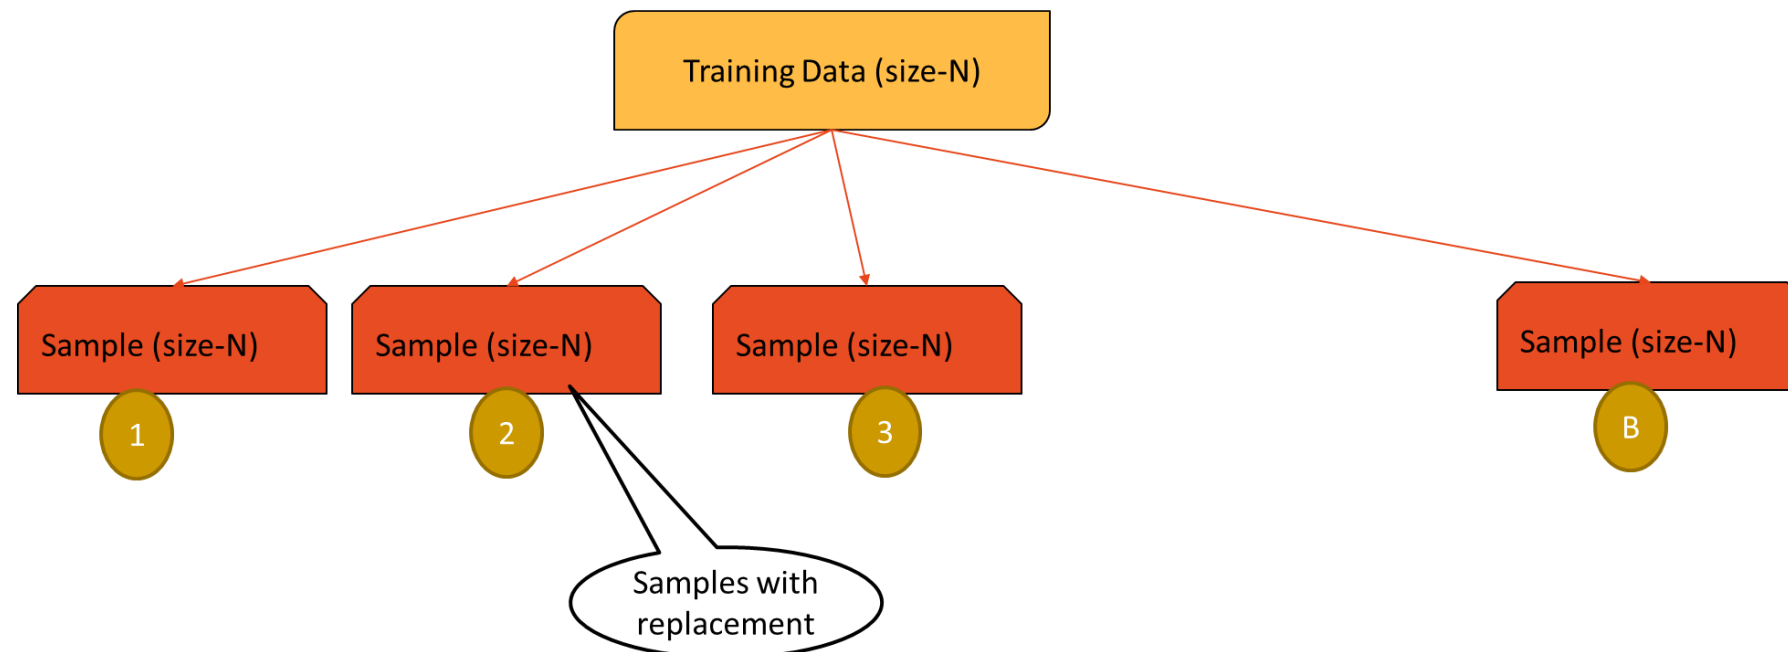 Training Data (size-N)
Sample (size-N)
Sample (size-N)
Sample (size-N)
Sample (size-N)
1
2
3
B
Samples with
replacement